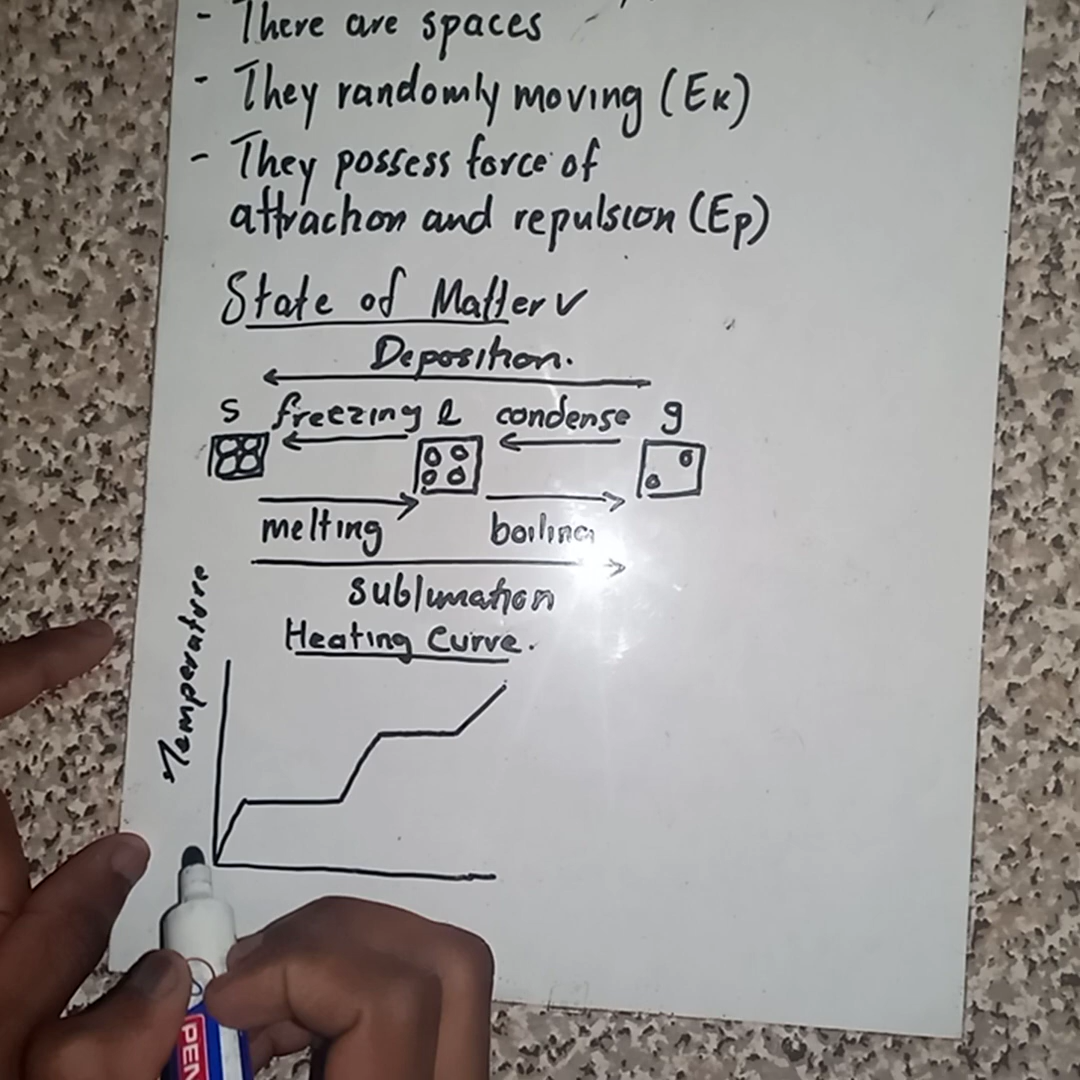 - There are spaces
- They randomly moving (Ek)
- They possess force of
attraction and repulsion (Ep)
State of Matter
Deposition.
s freezing l condense g
melting boiling
sublimation
Heating Curve.
Temperature
PEN